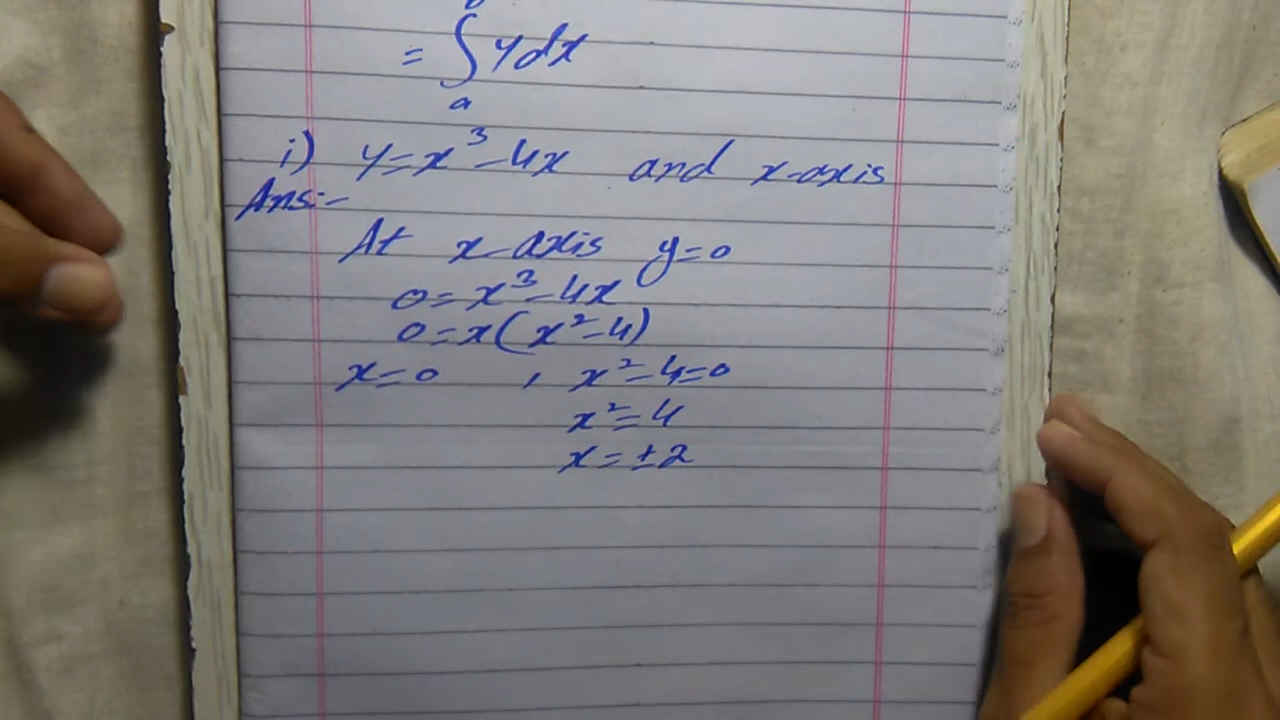 = ∫ y dx
a
i) y = x³ - 4x and x-axis
Ans:-
At x-axis y=0
0 = x³ - 4x
0 = x(x² - 4)
x = 0 , x² - 4 = 0
x² = 4
x = ± 2